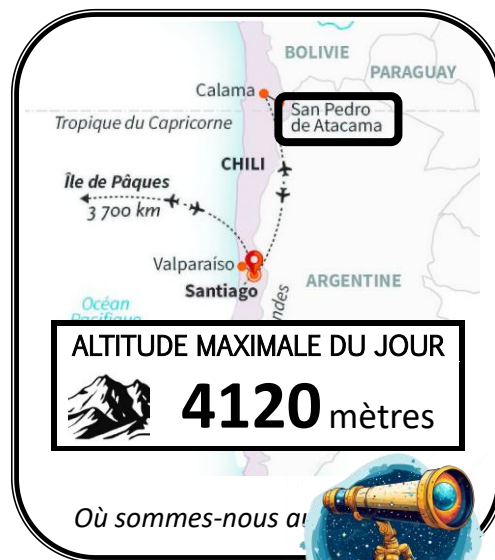 BOLIVIE
PARAGUAY
Calama
San Pedro
de Atacama
Tropique du Capricorne
CHILI
Île de Pâques
3 700 km
Valparaíso
Santiago
ARGENTINE
Océan
ALTITUDE MAXIMALE DU JOUR
4120 mètres
Où sommes-nous